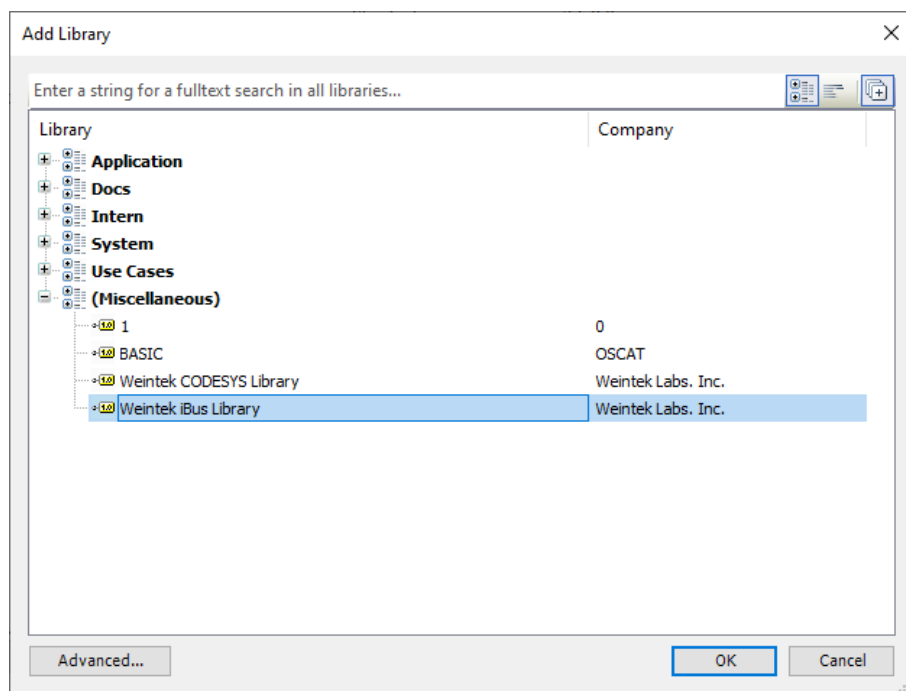 Add Library
Enter a string for a fulltext search in all libraries...
Library Company
Application
Docs
Intern
System
Use Cases
(Miscellaneous)
1 0
BASIC OSCAT
Weintek CODESYS Library Weintek Labs. Inc.
Weintek iBus Library Weintek Labs. Inc.
Advanced... OK Cancel